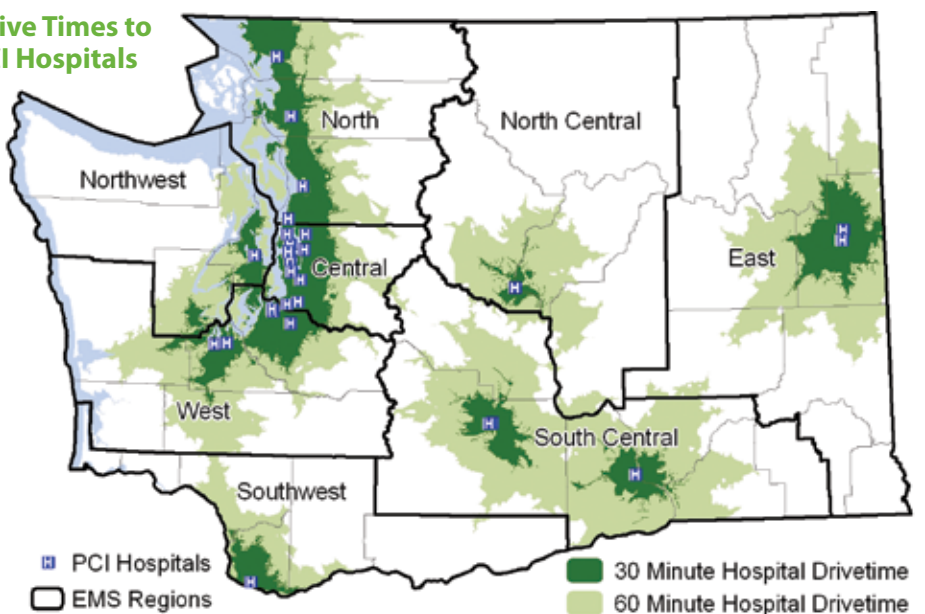 ive Times to
I Hospitals
North
North Central
Northwest
East
Central
West
South Central
Southwest
H PCI Hospitals
EMS Regions
30 Minute Hospital Drivetime
60 Minute Hospital Drivetime